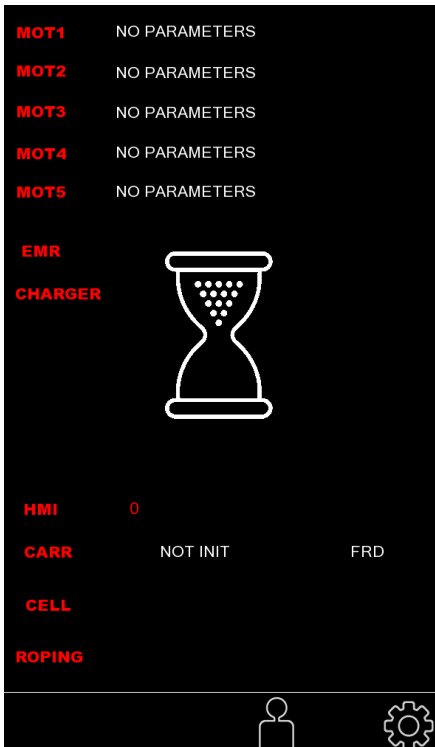 MOT1 NO PARAMETERS
MOT2 NO PARAMETERS
MOT3 NO PARAMETERS
MOT4 NO PARAMETERS
MOT5 NO PARAMETERS
EMR
CHARGER
HMI 0
CARR NOT INIT FRD
CELL
ROPING